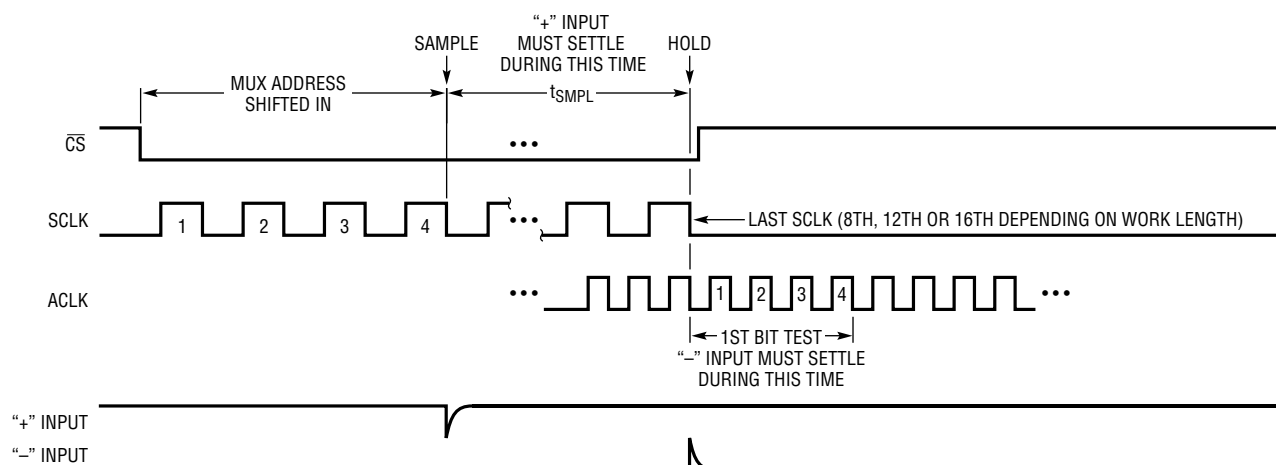 “+” INPUT
MUST SETTLE
DURING THIS TIME
SAMPLE
HOLD
MUX ADDRESS
SHIFTED IN
tSMPL
CS
•••
SCLK
1 2 3 4
•••
LAST SCLK (8TH, 12TH OR 16TH DEPENDING ON WORK LENGTH)
ACLK
•••
1 2 3 4
•••
1ST BIT TEST
“–” INPUT MUST SETTLE
DURING THIS TIME
“+” INPUT
“–” INPUT